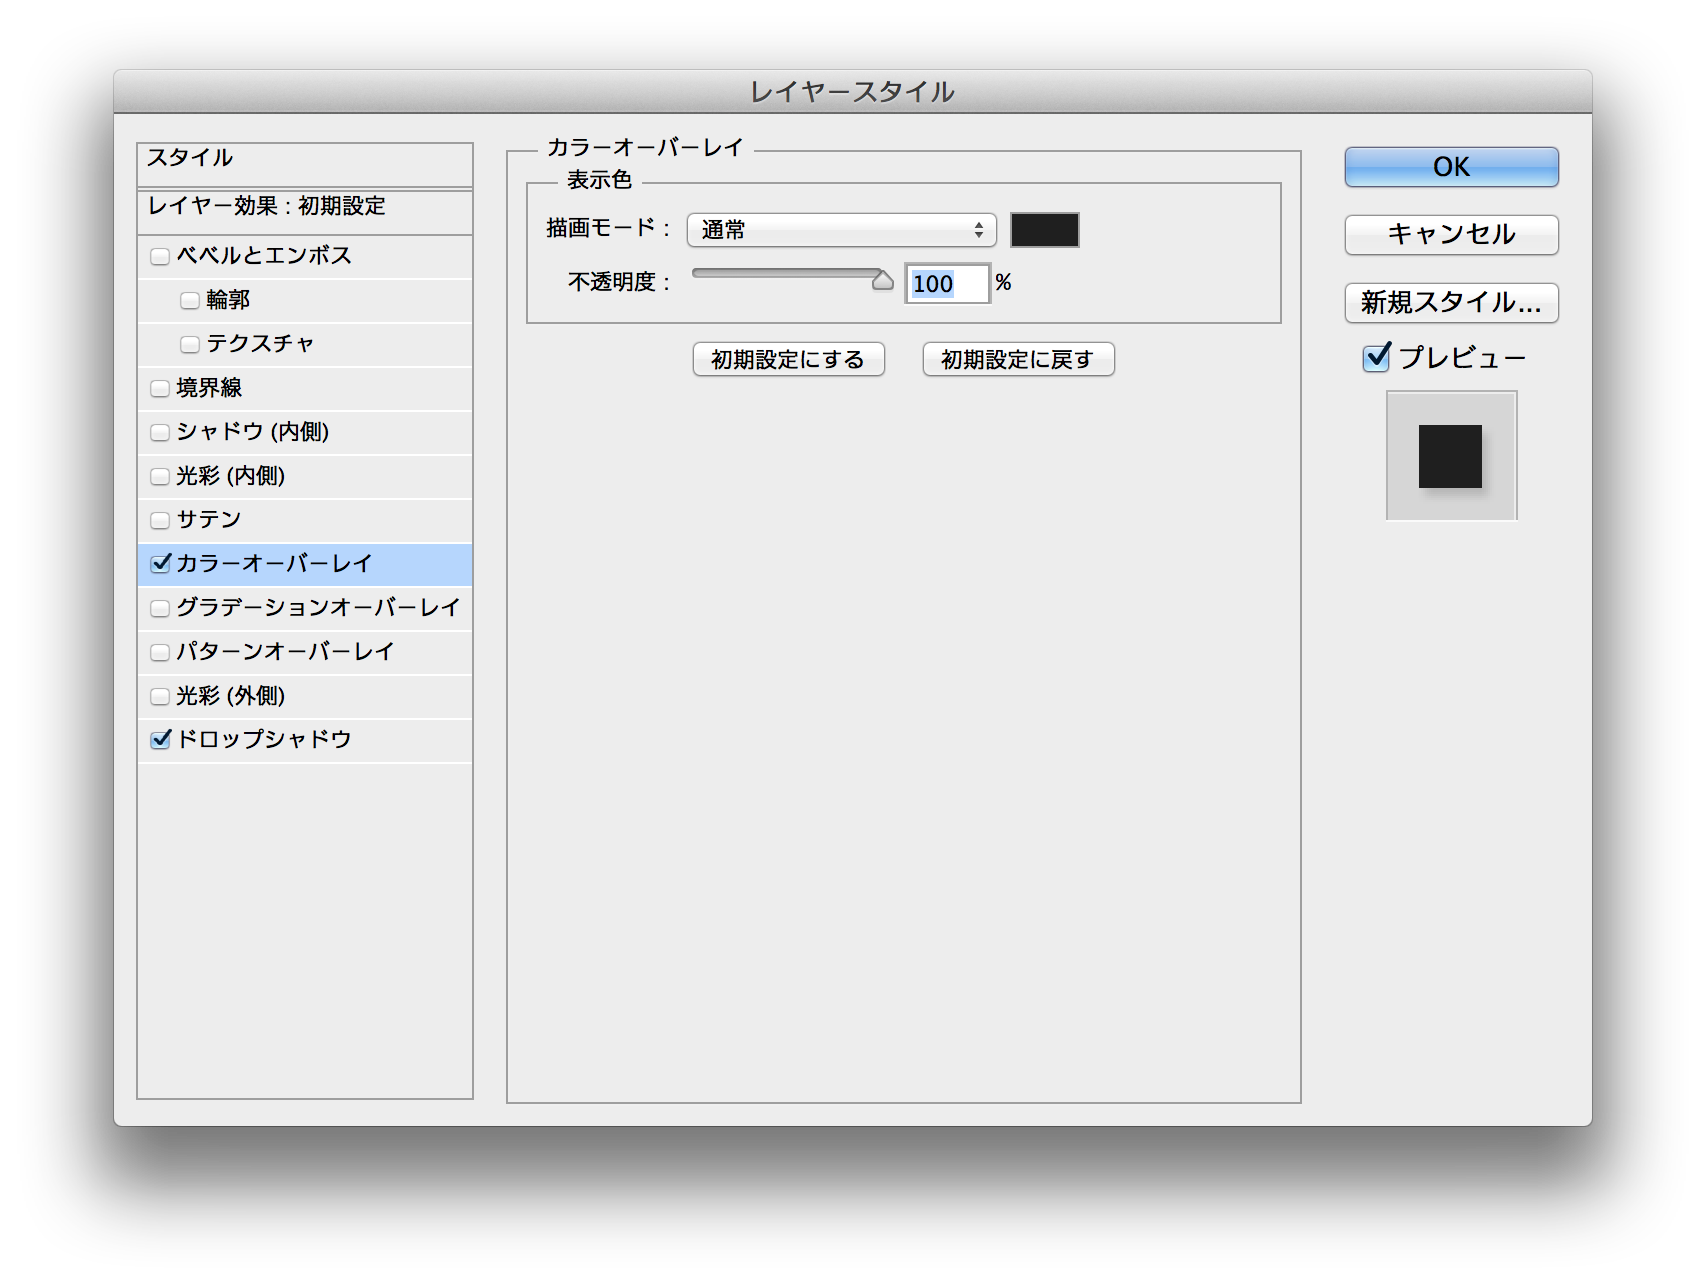 レイヤースタイル
スタイル
レイヤー効果 : 初期設定
ベベルとエンボス
輪郭
テクスチャ
境界線
シャドウ (内側)
光彩 (内側)
サテン
カラーオーバーレイ
グラデーションオーバーレイ
パターンオーバーレイ
光彩 (外側)
ドロップシャドウ
カラーオーバーレイ
表示色
描画モード : 通常
不透明度 : 100 %
初期設定にする 初期設定に戻す
OK
キャンセル
新規スタイル...
プレビュー